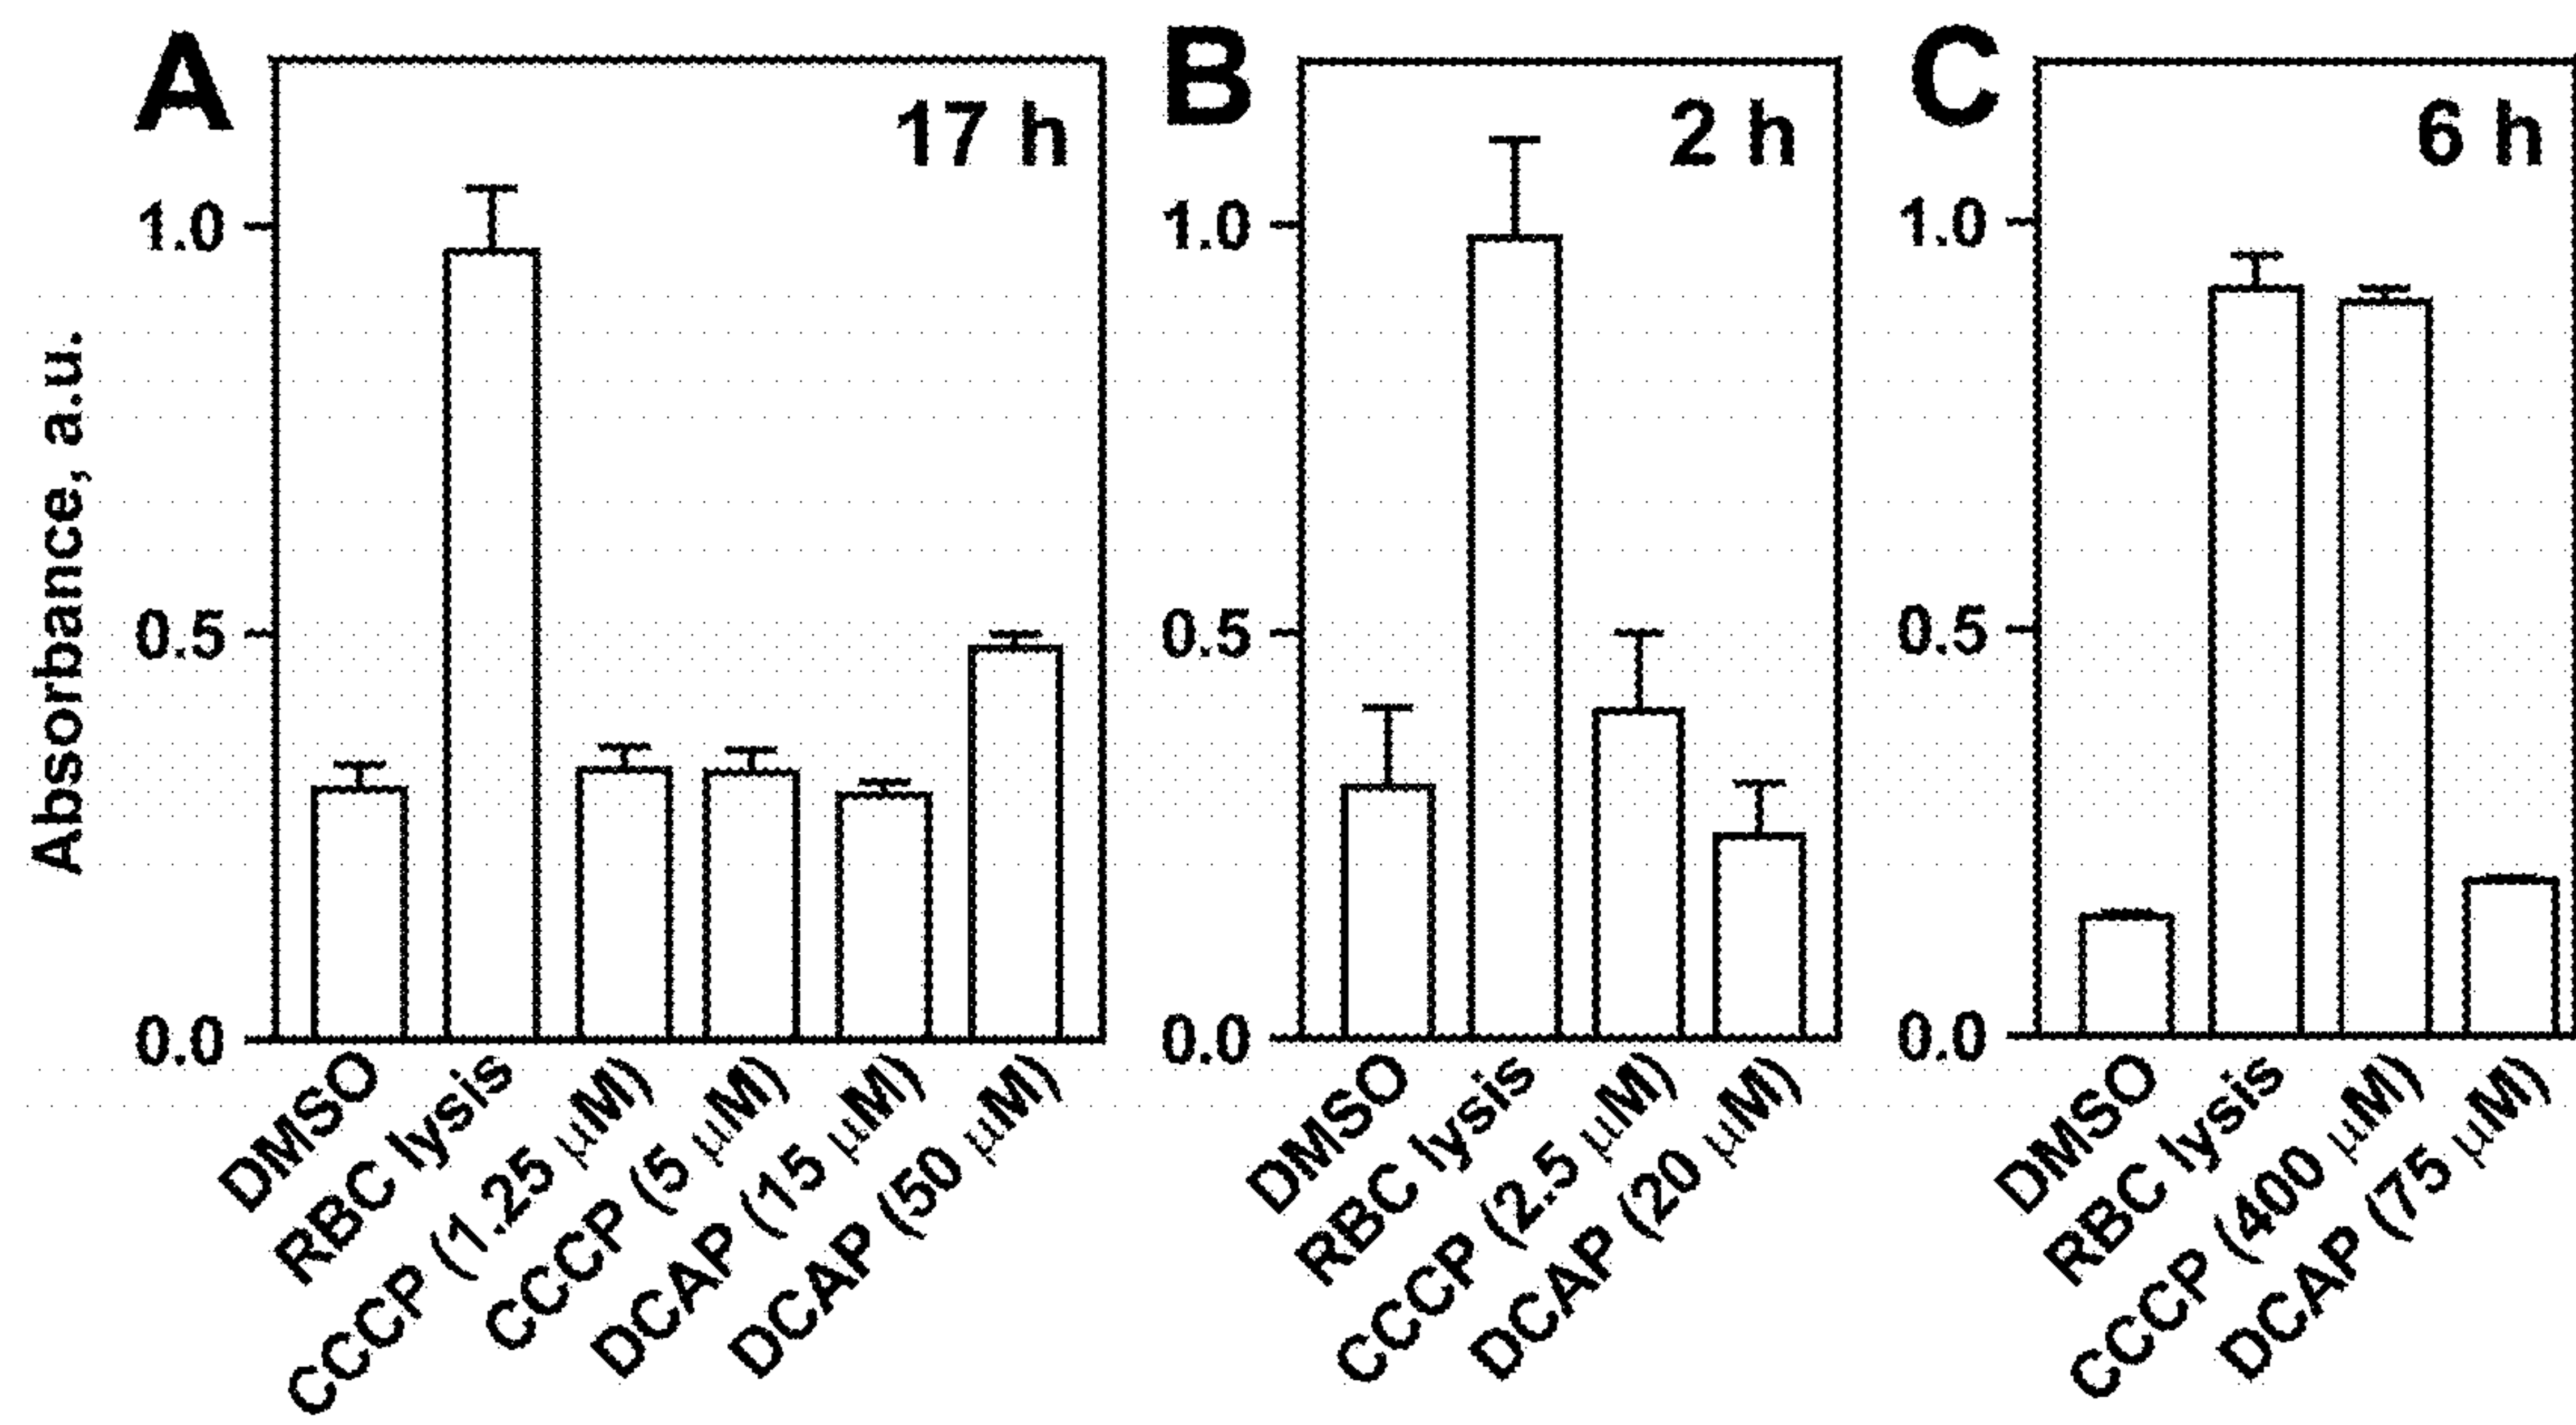 A
17 h
Absorbance, a.u.
1.0
0.5
0.0
DMSO
RBC lysis
CCCP (1.25 μM)
CCCP (5 μM)
DCAP (15 μM)
DCAP (50 μM)
B
2 h
1.0
0.5
0.0
DMSO
RBC lysis
CCCP (2.5 μM)
DCAP (20 μM)
C
6 h
1.0
0.5
0.0
DMSO
RBC lysis
CCCP (400 μM)
DCAP (75 μM)